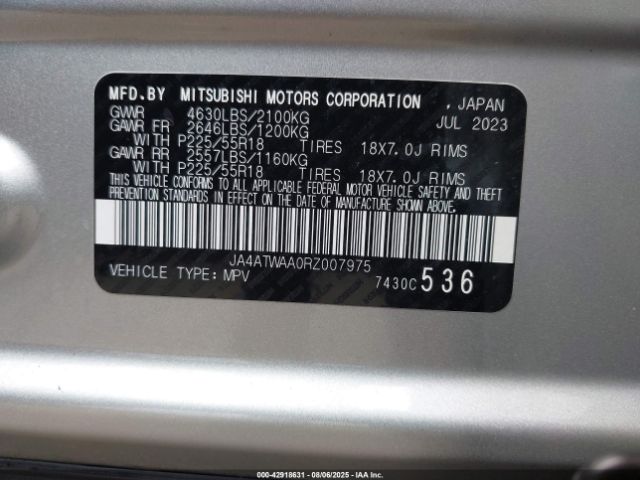 MFD.BY MITSUBISHI MOTORS CORPORATION , JAPAN
GVWR 4630LBS/2100KG JUL 2023
GAWR FR 2646LBS/1200KG
WITH P225/55R18 TIRES 18X7.0J RIMS
GAWR RR 2557LBS/1160KG
WITH P225/55R18 TIRES 18X7.0J RIMS
THIS VEHICLE CONFORMS TO ALL APPLICABLE FEDERAL MOTOR VEHICLE SAFETY AND THEFT
PREVENTION STANDARDS IN EFFECT ON THE DATE OF MANUFACTURE SHOWN ABOVE.
JA4ATWAA0RZ007975
VEHICLE TYPE:MPV 7430C 536
000-42918631 - 08/06/2025 - IAAI.com